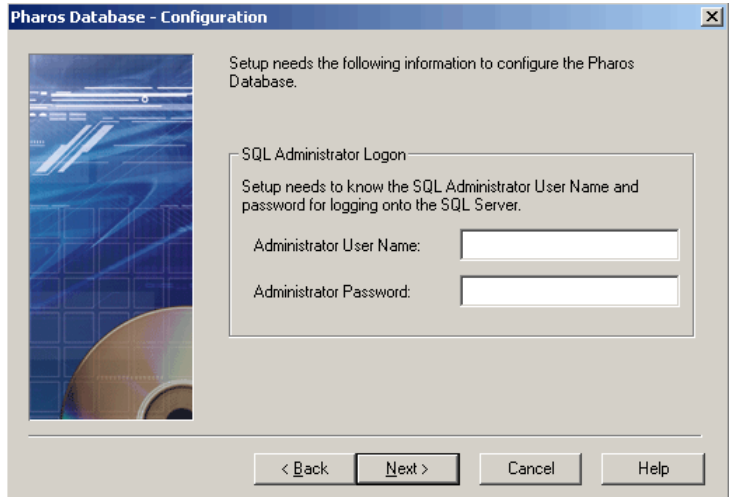 Pharos Database - Configuration
Setup needs the following information to configure the Pharos
Database.
SQL Administrator Logon
Setup needs to know the SQL Administrator User Name and
password for logging onto the SQL Server.
Administrator User Name:
Administrator Password:
< Back
Next >
Cancel
Help